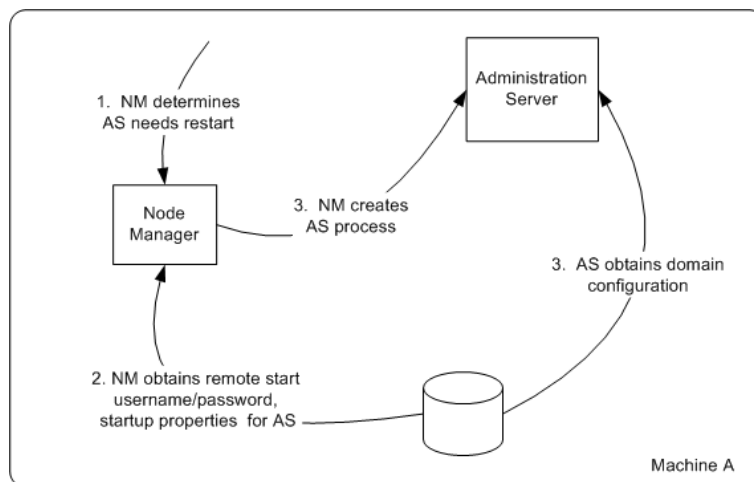 1. NM determines
AS needs restart
Administration
Server
Node
Manager
3. NM creates
AS process
3. AS obtains domain
configuration
2. NM obtains remote start
username/password,
startup properties for AS
Machine A